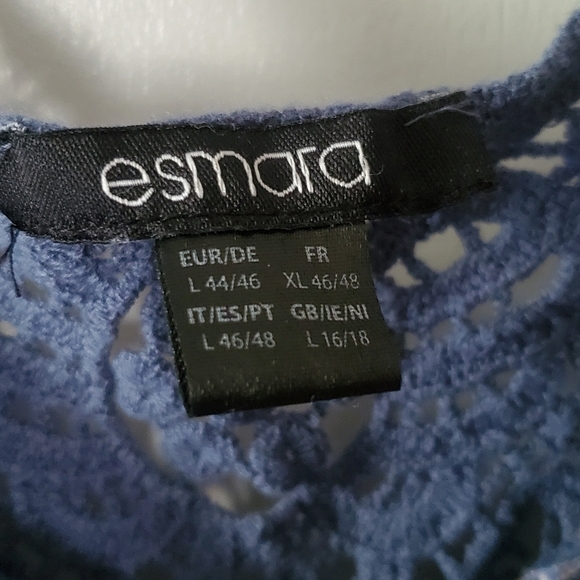 esmara
EUR/DE FR
L 44/46 XL 46/48
IT/ES/PT GB/IE/NI
L 46/48 L 16/18